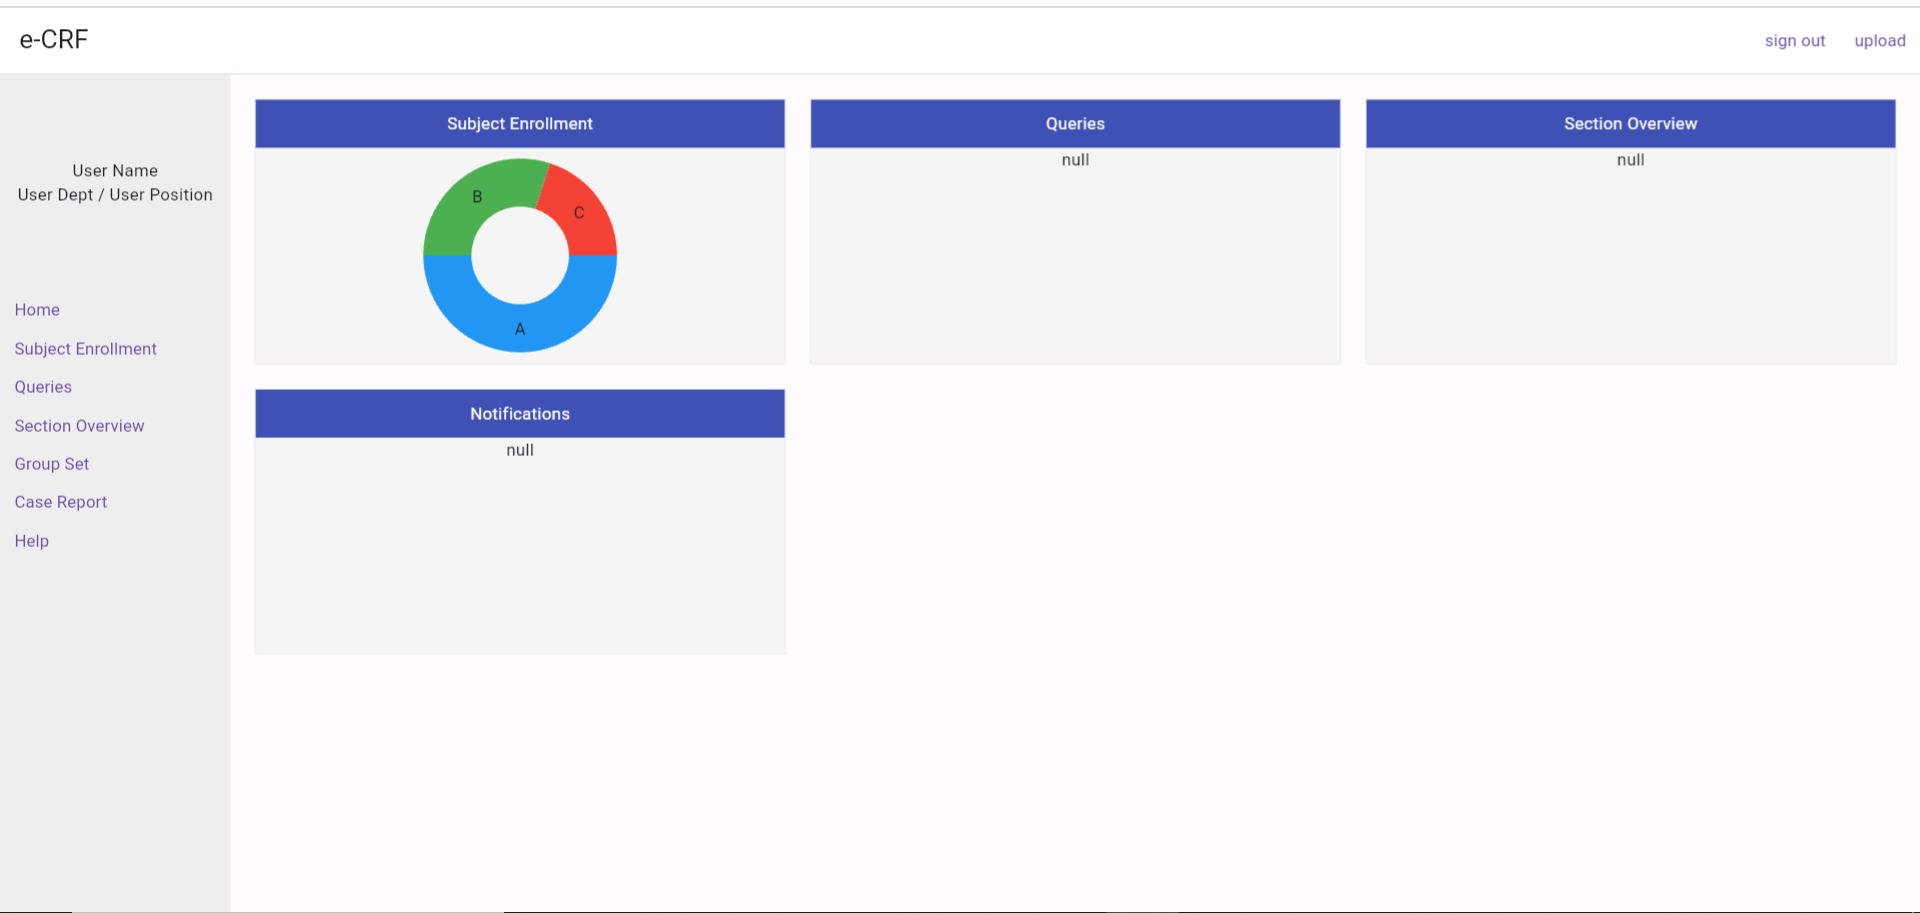 e-CRF
sign out
upload
User Name
User Dept / User Position
Home
Subject Enrollment
Queries
Section Overview
Group Set
Case Report
Help
Subject Enrollment
B
C
A
Queries
null
Section Overview
null
Notifications
null